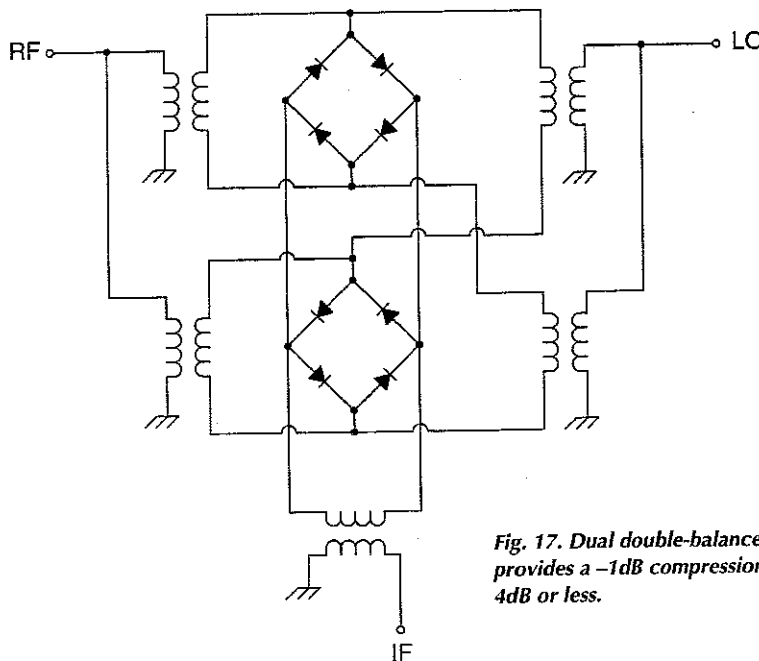 RF
LO
Fig. 17. Dual double-balance
provides a –1dB compression
4dB or less.
IF